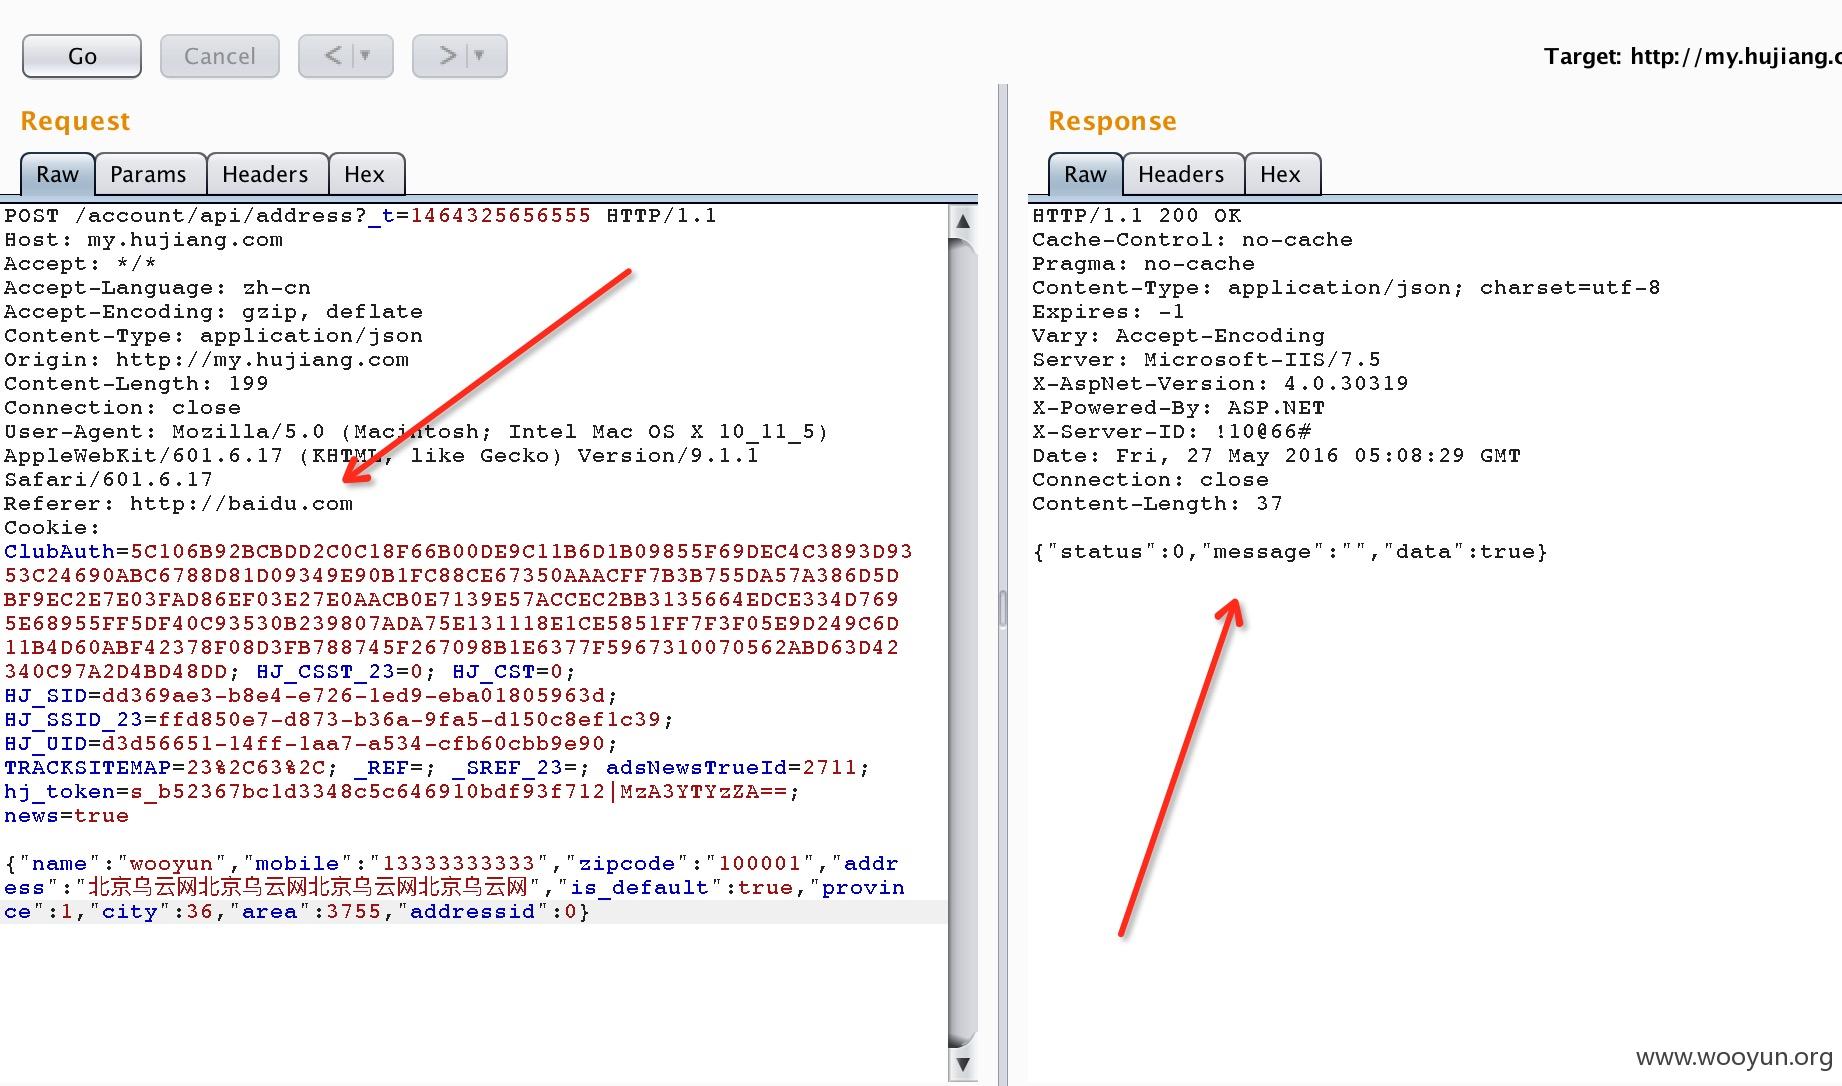 Go
Cancel
<
>
Target: http://my.hujiang.c
Request
Raw
Params
Headers
Hex
POST /account/api/address?_t=1464325656555 HTTP/1.1
Host: my.hujiang.com
Accept: */*
Accept-Language: zh-cn
Accept-Encoding: gzip, deflate
Content-Type: application/json
Origin: http://my.hujiang.com
Content-Length: 199
Connection: close
User-Agent: Mozilla/5.0 (Macintosh; Intel Mac OS X 10_11_5)
AppleWebKit/601.6.17 (KHTML, like Gecko) Version/9.1.1
Safari/601.6.17
Referer: http://baidu.com
Cookie:
ClubAuth=5C106B92BCBDD2C0C18F66B00DE9C11B6D1B09855F69DEC4C3893D93
53C24690ABC6788D81D09349E90B1FC88CE67350AAACFF7B3B755DA57A386D5D
BF9EC2E7E03FAD86EF03E27E0AACB0E7139E57ACCEC2BB3135664EDCE334D769
5E68955FF5DF40C93530B239807ADA75E131118E1CE5851FF7F3F05E9D249C6D
11B4D60ABF42378F08D3FB788745F267098B1E6377F5967310070562ABD63D42
340C97A2D4BD48DD; HJ_CSST_23=0; HJ_CST=0;
HJ_SID=dd369ae3-b8e4-e726-1ed9-eba01805963d;
HJ_SSID_23=ffd850e7-d873-b36a-9fa5-d150c8ef1c39;
HJ_UID=d3d56651-14ff-1aa7-a534-cfb60cbb9e90;
TRACKSITEMAP=23%2C63%2C; _REF=; _SREF_23=; adsNewsTrueId=2711;
hj_token=s_b52367bc1d3348c5c646910bdf93f712|MzA3YTYzZA==;
news=true
{"name":"wooyun","mobile":"13333333333","zipcode":"100001","addr
ess":"北京乌云网北京乌云网北京乌云网北京乌云网","is_default":true,"provin
ce":1,"city":36,"area":3755,"addressid":0}
Response
Raw
Headers
Hex
HTTP/1.1 200 OK
Cache-Control: no-cache
Pragma: no-cache
Content-Type: application/json; charset=utf-8
Expires: -1
Vary: Accept-Encoding
Server: Microsoft-IIS/7.5
X-AspNet-Version: 4.0.30319
X-Powered-By: ASP.NET
X-Server-ID: !10@66#
Date: Fri, 27 May 2016 05:08:29 GMT
Connection: close
Content-Length: 37
{"status":0,"message":"","data":true}
www.wooyun.org